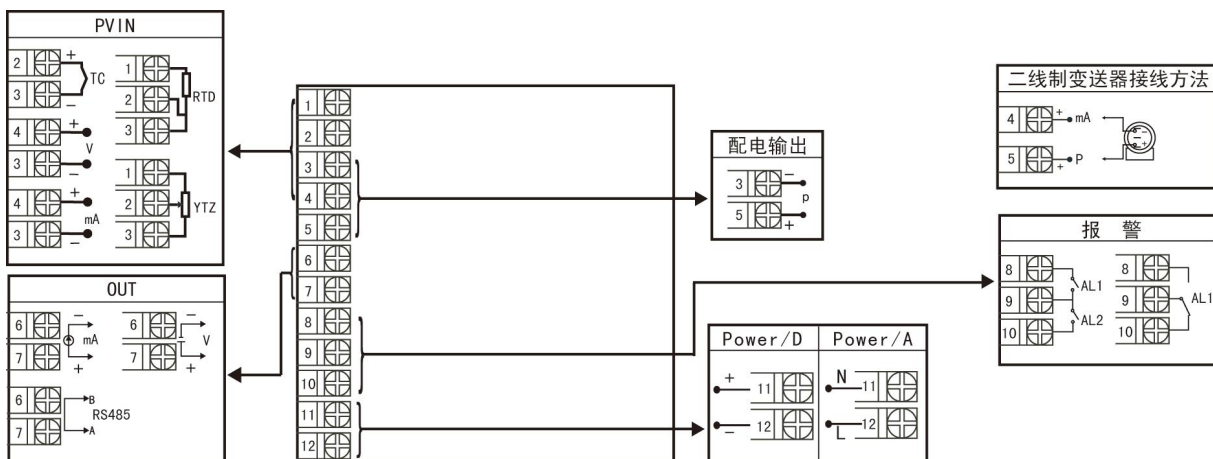 PVIN
2 + TC
3 −
1
2 RTD
3
4 + V
3 −
4 + mA
3 −
1
2 YTZ
3
OUT
6 − mA
7 +
6 − V
7 +
6 B
RS485
7 A
1
2
3
4
5
6
7
8
9
10
11
12
配电输出
3 −
p
5 +
Power/D
+ 11
− 12
Power/A
N 11
L 12
二线制变送器接线方法
4 + mA
5 + P
− +
报 警
8
AL1
9
AL2
10
8
9 AL1
10